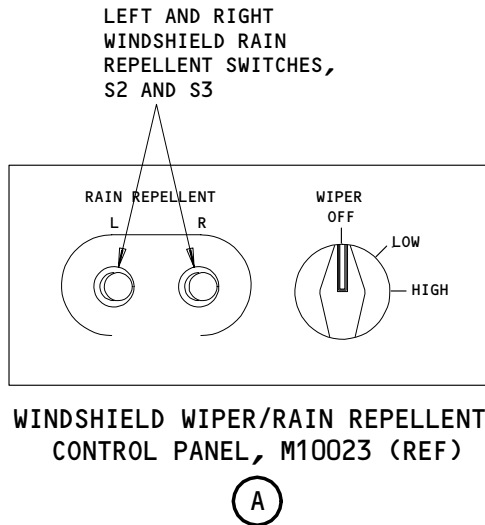 LEFT AND RIGHT
WINDSHIELD RAIN
REPELLENT SWITCHES,
S2 AND S3
RAIN REPELLENT
L
R
WIPER
OFF
LOW
HIGH
WINDSHIELD WIPER/RAIN REPELLENT
CONTROL PANEL, M10023 (REF)
A